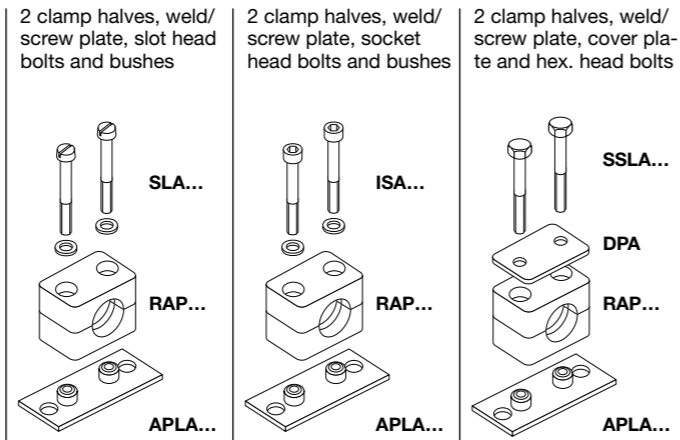 2 clamp halves, weld/
screw plate, slot head
bolts and bushes
SLA...
RAP...
APLA...
2 clamp halves, weld/
screw plate, socket
head bolts and bushes
ISA...
RAP...
APLA...
2 clamp halves, weld/
screw plate, cover pla-
te and hex. head bolts
SSLA...
DPA
RAP...
APLA...